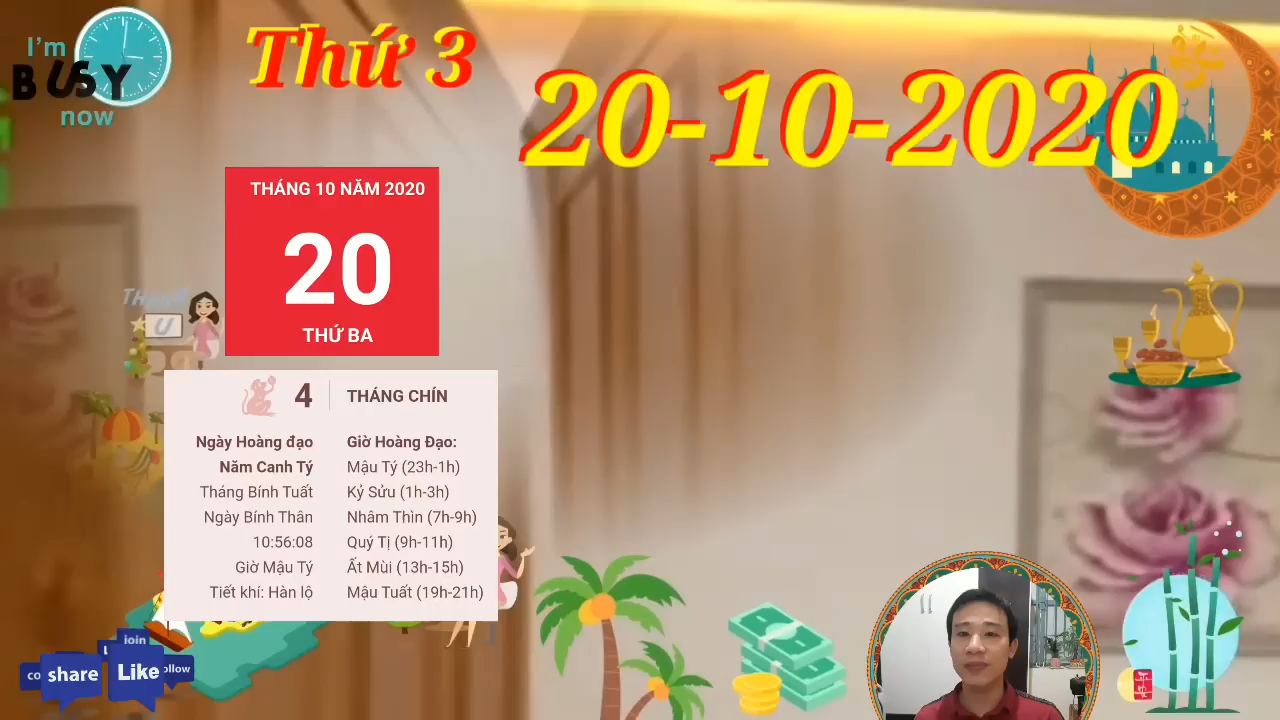 I'm
BUSY
now
Thứ 3
20-10-2020
THÁNG 10 NĂM 2020
20
THỨ BA
4
THÁNG CHÍN
Ngày Hoàng đạo
Năm Canh Tý
Tháng Bính Tuất
Ngày Bính Thân
10:56:08
Giờ Mậu Tý
Tiết khí: Hàn lộ
Giờ Hoàng Đạo:
Mậu Tý (23h-1h)
Kỷ Sửu (1h-3h)
Nhâm Thìn (7h-9h)
Quý Tị (9h-11h)
Ất Mùi (13h-15h)
Mậu Tuất (19h-21h)
U
join
share
Like